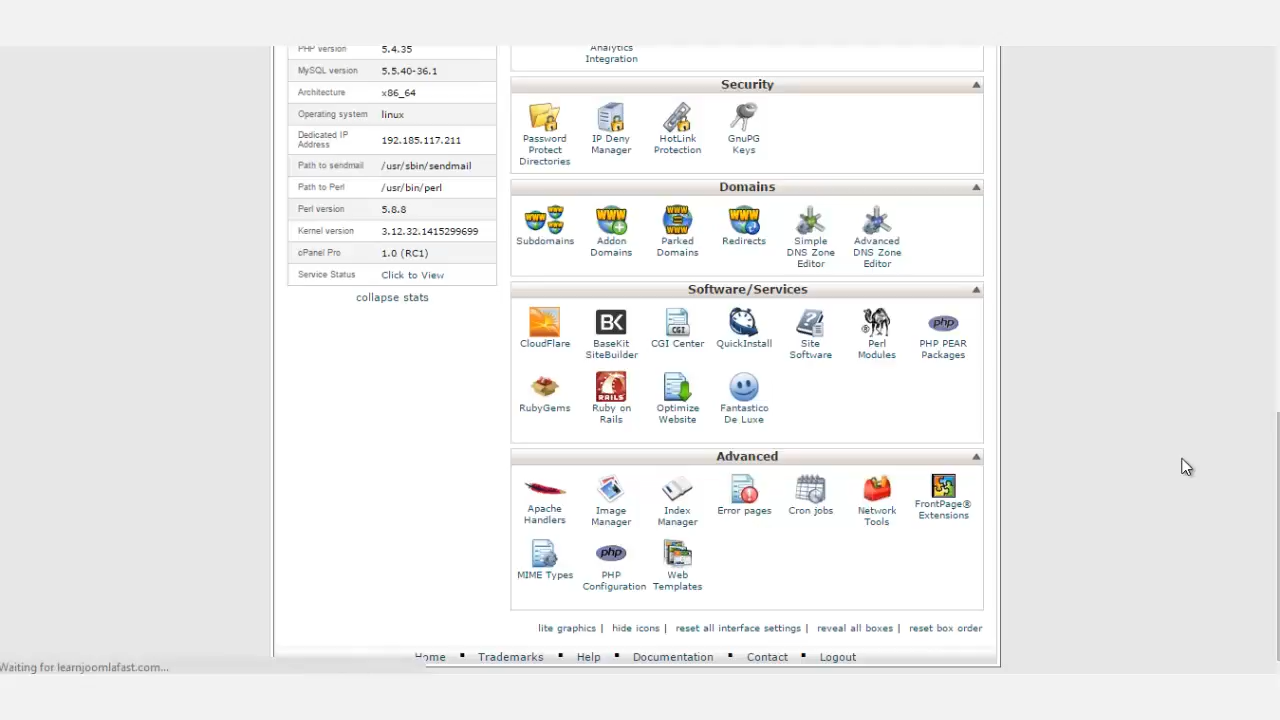 PHP version 5.4.35
MySQL version 5.5.40-36.1
Architecture x86_64
Operating system linux
Dedicated IP
Address 192.185.117.211
Path to sendmail /usr/sbin/sendmail
Path to Perl /usr/bin/perl
Perl version 5.8.8
Kernel version 3.12.32.1415299699
cPanel Pro 1.0 (RC1)
Service Status Click to View
collapse stats
Analytics
Integration
Security
Password
Protect
Directories
IP Deny
Manager
HotLink
Protection
GnuPG
Keys
Domains
Subdomains
Addon
Domains
Parked
Domains
Redirects
Simple
DNS Zone
Editor
Advanced
DNS Zone
Editor
Software/Services
CloudFlare
BK
BaseKit
SiteBuilder
CGI
CGI Center
QuickInstall
Site
Software
Perl
Modules
php
PHP PEAR
Packages
RubyGems
RAILS
Ruby on
Rails
Optimize
Website
Fantastico
De Luxe
Advanced
Apache
Handlers
Image
Manager
Index
Manager
Error pages
Cron jobs
Network
Tools
FrontPage®
Extensions
MIME Types
php
PHP
Configuration
Web
Templates
lite graphics | hide icons | reset all interface settings | reveal all boxes | reset box order
Home ▪ Trademarks ▪ Help ▪ Documentation ▪ Contact ▪ Logout
Waiting for learnjoomlafast.com...